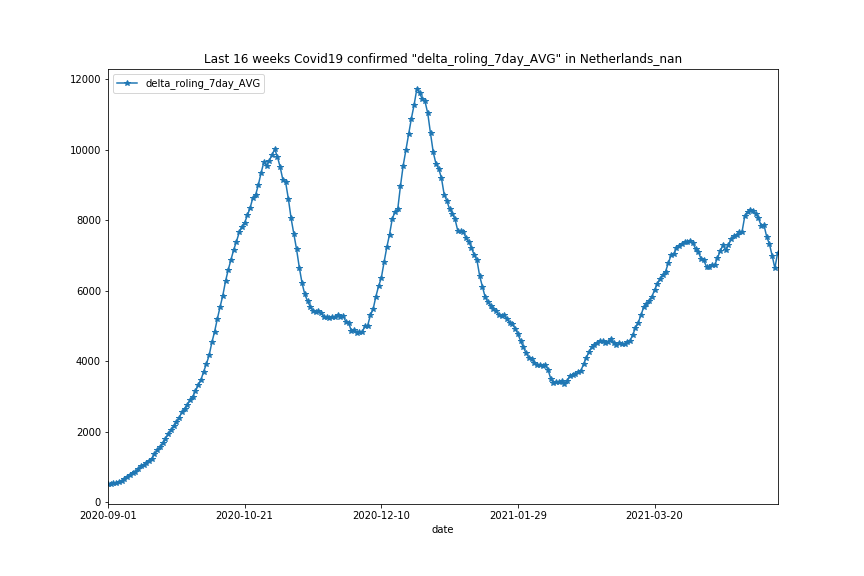 Last 16 weeks Covid19 confirmed "delta_roling_7day_AVG" in Netherlands_nan
delta_roling_7day_AVG
12000
10000
8000
6000
4000
2000
0
2020-09-01 2020-10-21 2020-12-10 2021-01-29 2021-03-20
date